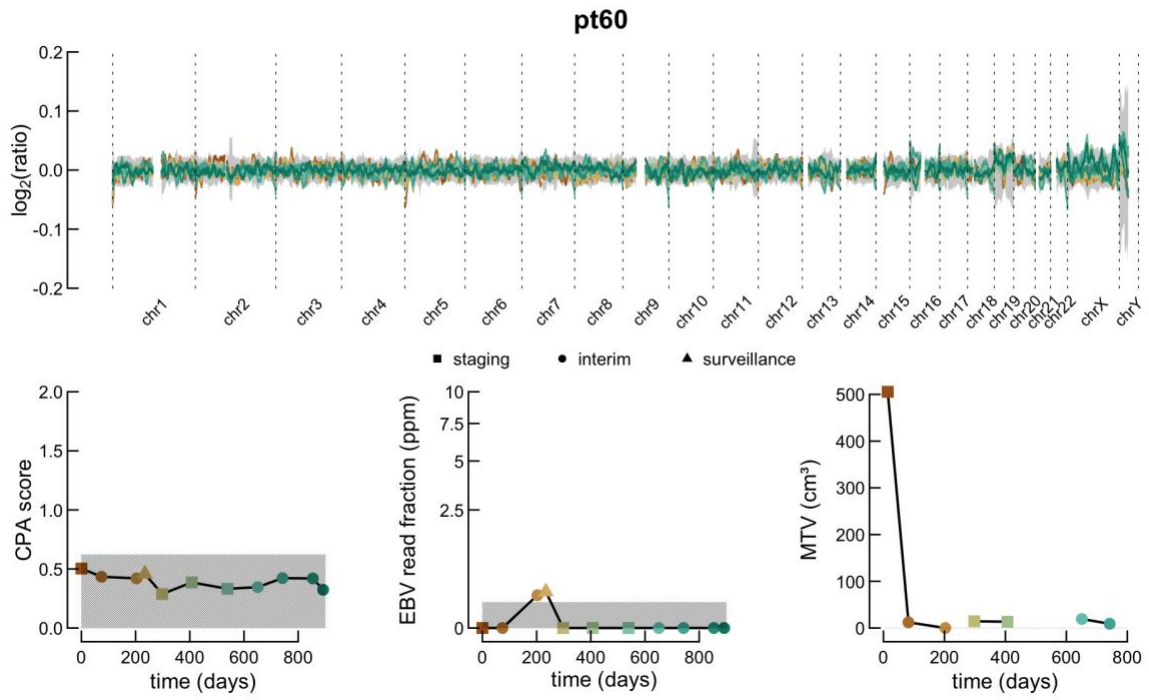 pt60
log2(ratio)
0.2
0.1
0.0
-0.1
-0.2
chr1 chr2 chr3 chr4 chr5 chr6 chr7 chr8 chr9 chr10 chr11 chr12 chr13 chr14 chr15 chr16 chr17 chr18 chr19 chr20 chr21 chr22 chrX chrY
staging interim surveillance
CPA score
2.0
1.5
1.0
0.5
0.0
0 200 400 600 800
time (days)
EBV read fraction (ppm)
10
7.5
5
2.5
0
0 200 400 600 800
time (days)
MTV (cm³)
500
400
300
200
100
0
0 200 400 600 800
time (days)